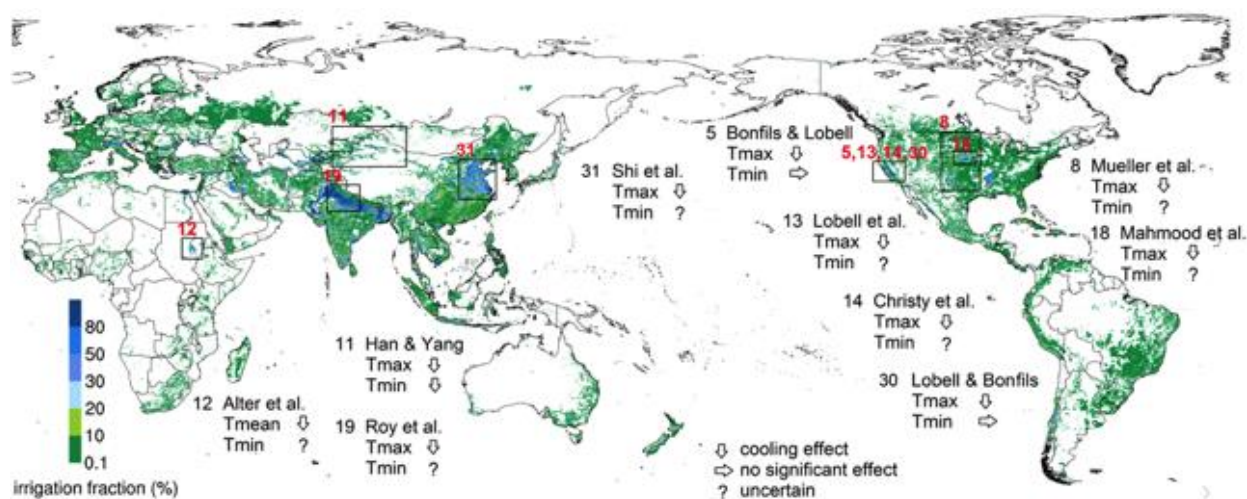 11
31
19
12
5 Bonfils & Lobell
Tmax ⇩
Tmin ⇨
5,13,14,30
8
18
31 Shi et al.
Tmax ⇩
Tmin ?
8 Mueller et al.
Tmax ⇩
Tmin ?
13 Lobell et al.
Tmax ⇩
Tmin ?
18 Mahmood et al.
Tmax ⇩
Tmin ?
14 Christy et al.
Tmax ⇩
Tmin ?
11 Han & Yang
Tmax ⇩
Tmin ⇩
30 Lobell & Bonfils
Tmax ⇩
Tmin ⇨
12 Alter et al.
Tmean ⇩
Tmin ?
19 Roy et al.
Tmax ⇩
Tmin ?
80
50
30
20
10
0.1
irrigation fraction (%)
⇩ cooling effect
⇨ no significant effect
? uncertain